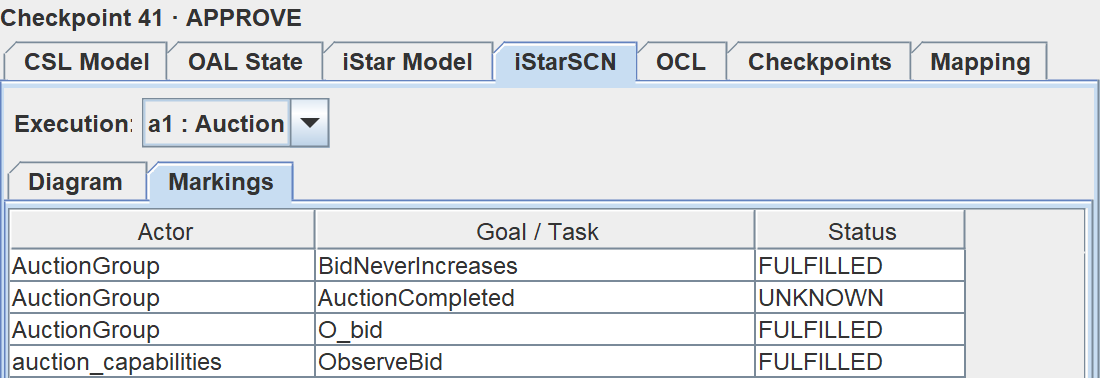 Checkpoint 41 · APPROVE
CSL Model OAL State iStar Model iStarSCN OCL Checkpoints Mapping
Execution: a1 : Auction
Diagram Markings
Actor Goal / Task Status
AuctionGroup BidNeverIncreases FULFILLED
AuctionGroup AuctionCompleted UNKNOWN
AuctionGroup O_bid FULFILLED
auction_capabilities ObserveBid FULFILLED